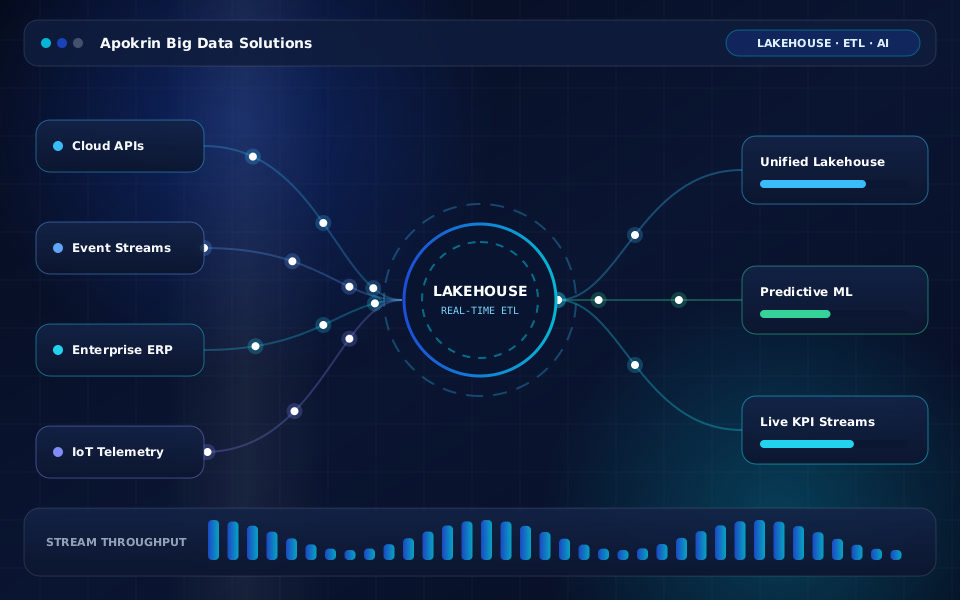 Apokrin Big Data Solutions
LAKEHOUSE · ETL · AI
Cloud APIs
Event Streams
Enterprise ERP
IoT Telemetry
LAKEHOUSE
REAL-TIME ETL
Unified Lakehouse
Predictive ML
Live KPI Streams
STREAM THROUGHPUT